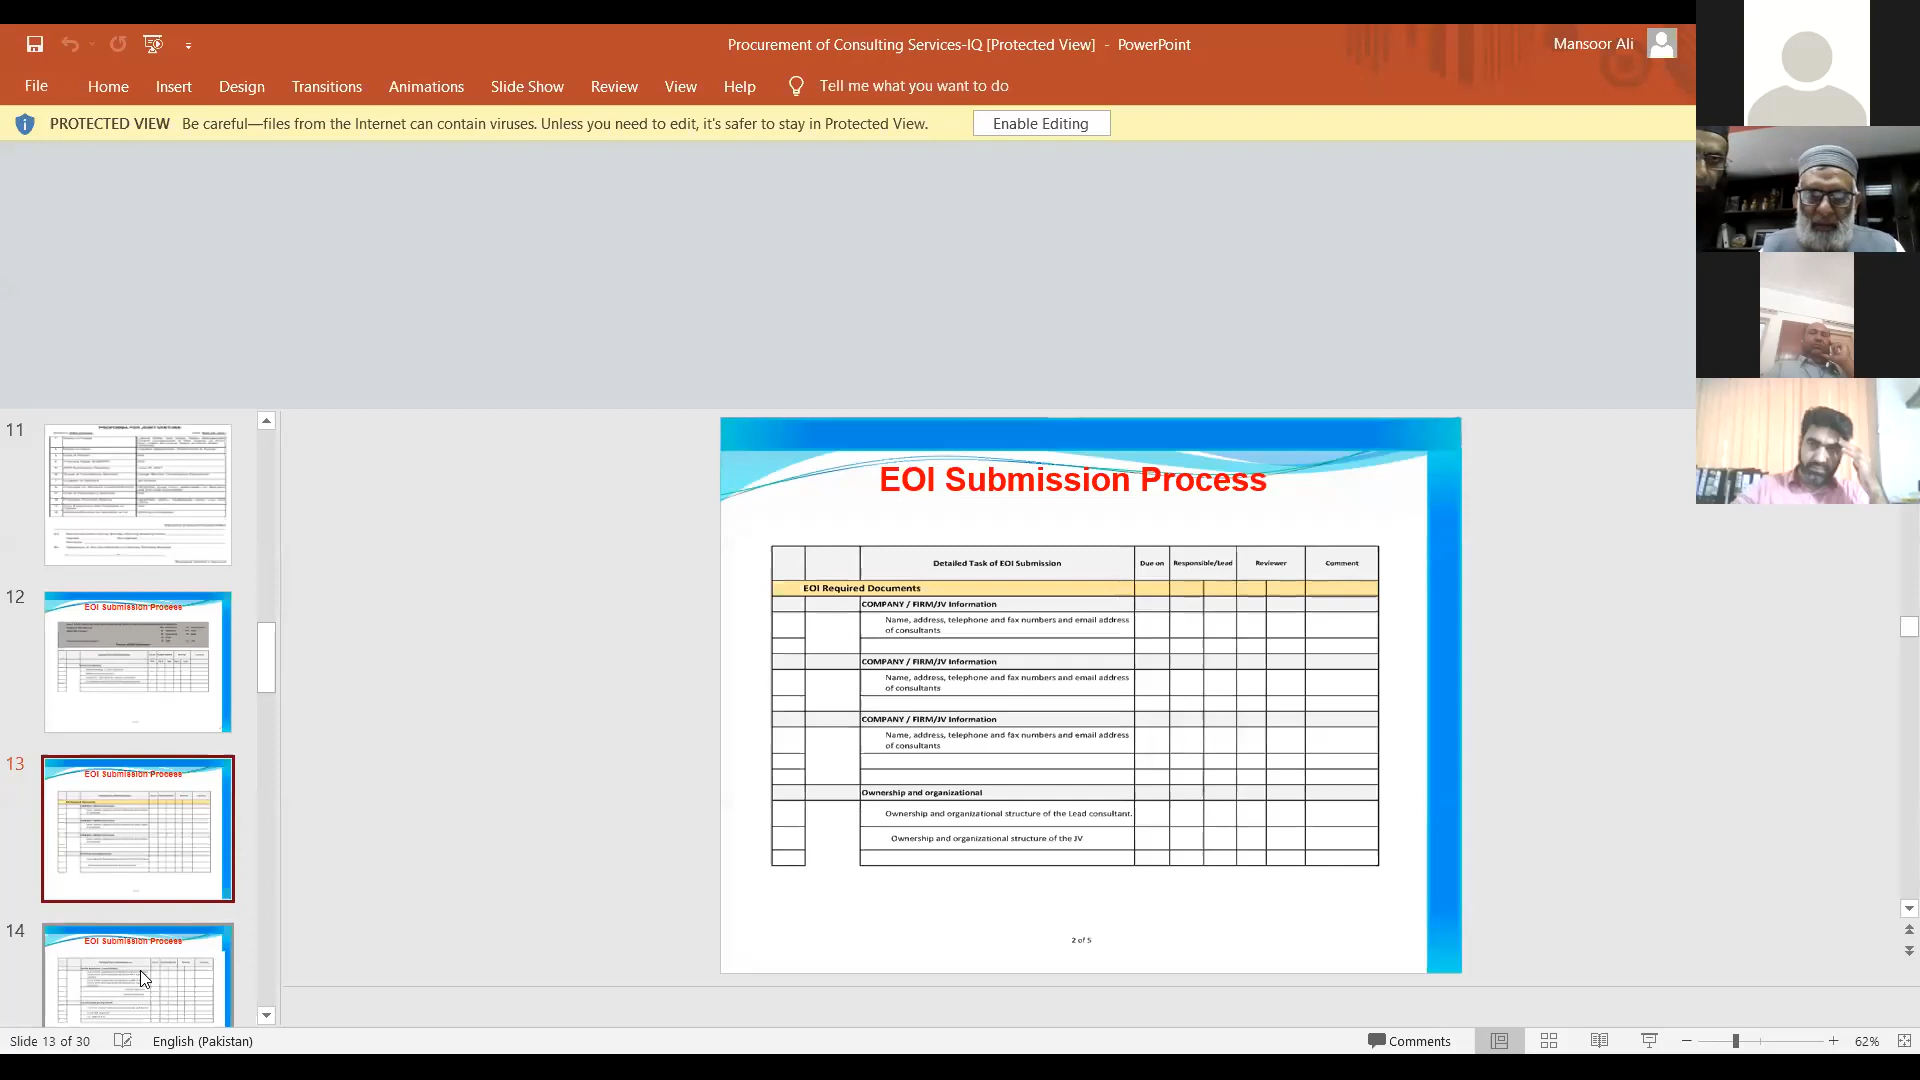 Procurement of Consulting Services-IQ [Protected View] - PowerPoint
Mansoor Ali
File Home Insert Design Transitions Animations Slide Show Review View Help Tell me what you want to do
PROTECTED VIEW Be careful—files from the Internet can contain viruses. Unless you need to edit, it's safer to stay in Protected View. Enable Editing
11
12
EOI Submission Process
13
EOI Submission Process
14
EOI Submission Process
EOI Submission Process
Detailed Task of EOI Submission Due on Responsible/Lead Reviewer Comment
EOI Required Documents
COMPANY / FIRM/JV Information
Name, address, telephone and fax numbers and email address
of consultants
COMPANY / FIRM/JV Information
Name, address, telephone and fax numbers and email address
of consultants
COMPANY / FIRM/JV Information
Name, address, telephone and fax numbers and email address
of consultants
Ownership and organizational
Ownership and organizational structure of the Lead consultant.
Ownership and organizational structure of the JV
2 of 5
Slide 13 of 30 English (Pakistan) Comments 62%